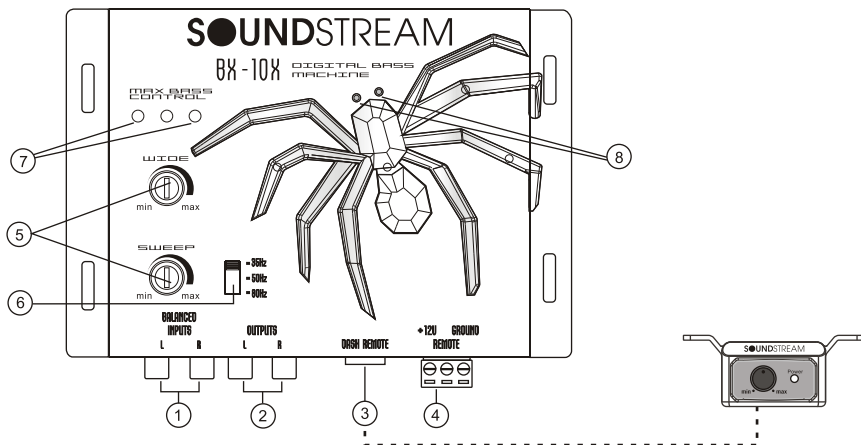 SOUNDSTREAM
BX-10X DIGITAL BASS
MACHINE
MAX BASS
CONTROL
7
8
WIDE
min max
5
SWEEP
min max
- 35Hz
- 50Hz
- 80Hz
6
BALANCED
INPUTS
L R
OUTPUTS
L R
DASH REMOTE
+12V GROUND
REMOTE
1
2
3
4
SOUNDSTREAM
Power
min max